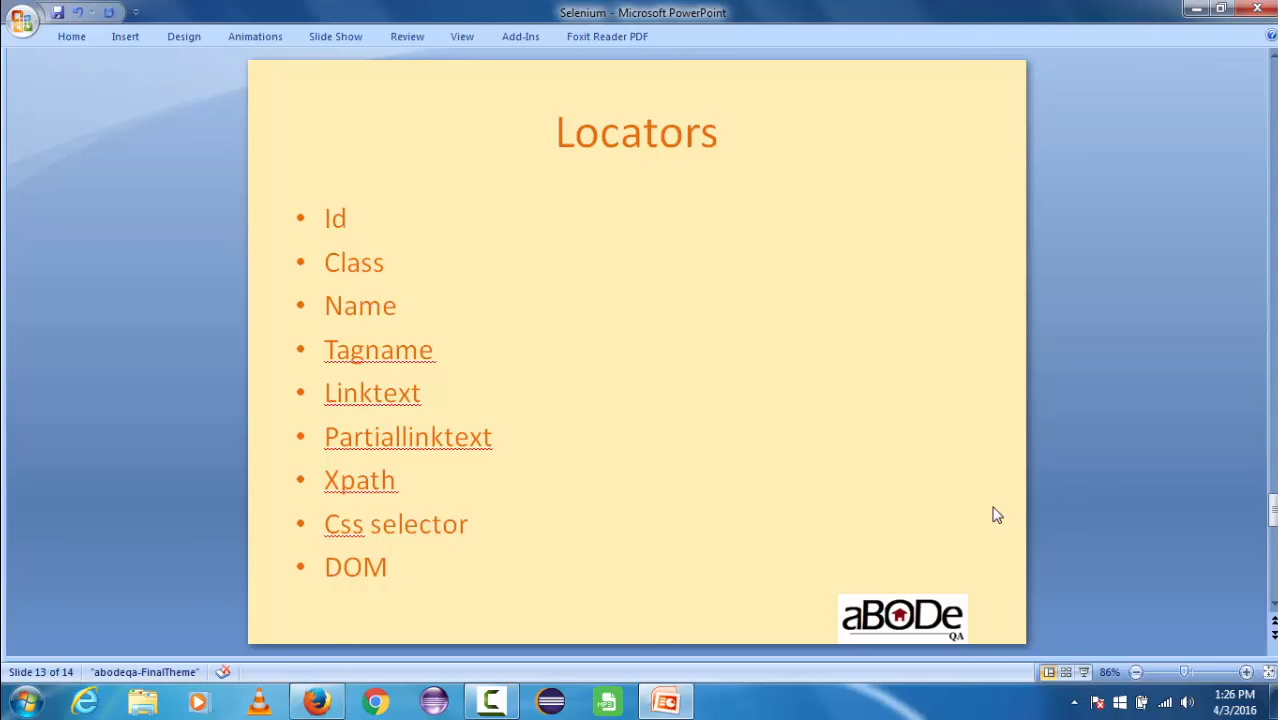 Selenium - Microsoft PowerPoint
Home Insert Design Animations Slide Show Review View Add-Ins Foxit Reader PDF
Locators
• Id
• Class
• Name
• Tagname
• Linktext
• Partiallinktext
• Xpath
• Css selector
• DOM
aBODe
QA
Slide 13 of 14 "abodeqa-FinalTheme" 86%
1:26 PM
4/3/2016